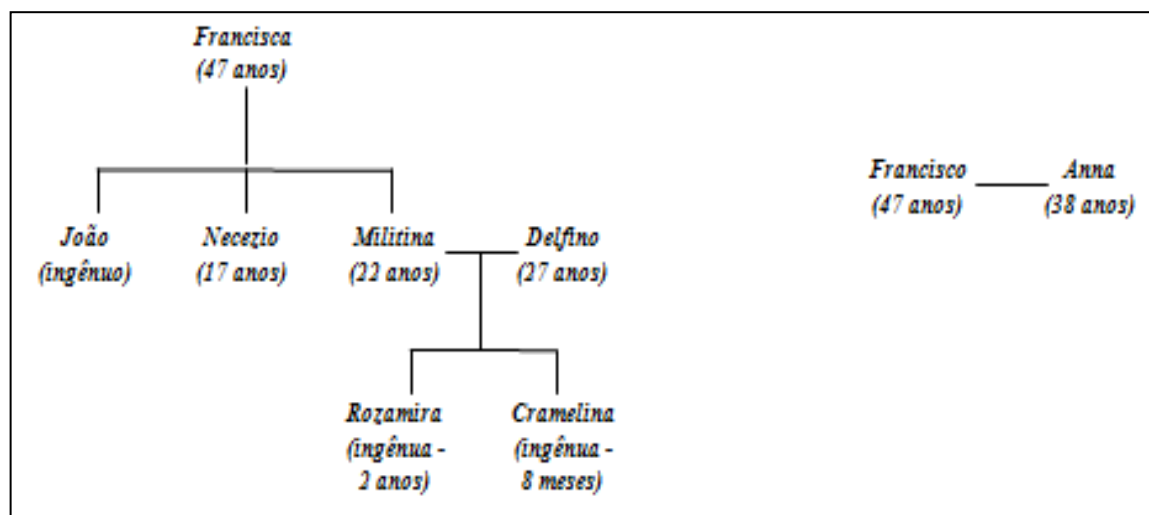 Francisca
(47 anos)
Francisco
(47 anos)
Anna
(38 anos)
João
(ingênuo)
Necezio
(17 anos)
Militina
(22 anos)
Delfino
(27 anos)
Rozamira
(ingênua -
2 anos)
Cramelina
(ingênua -
8 meses)